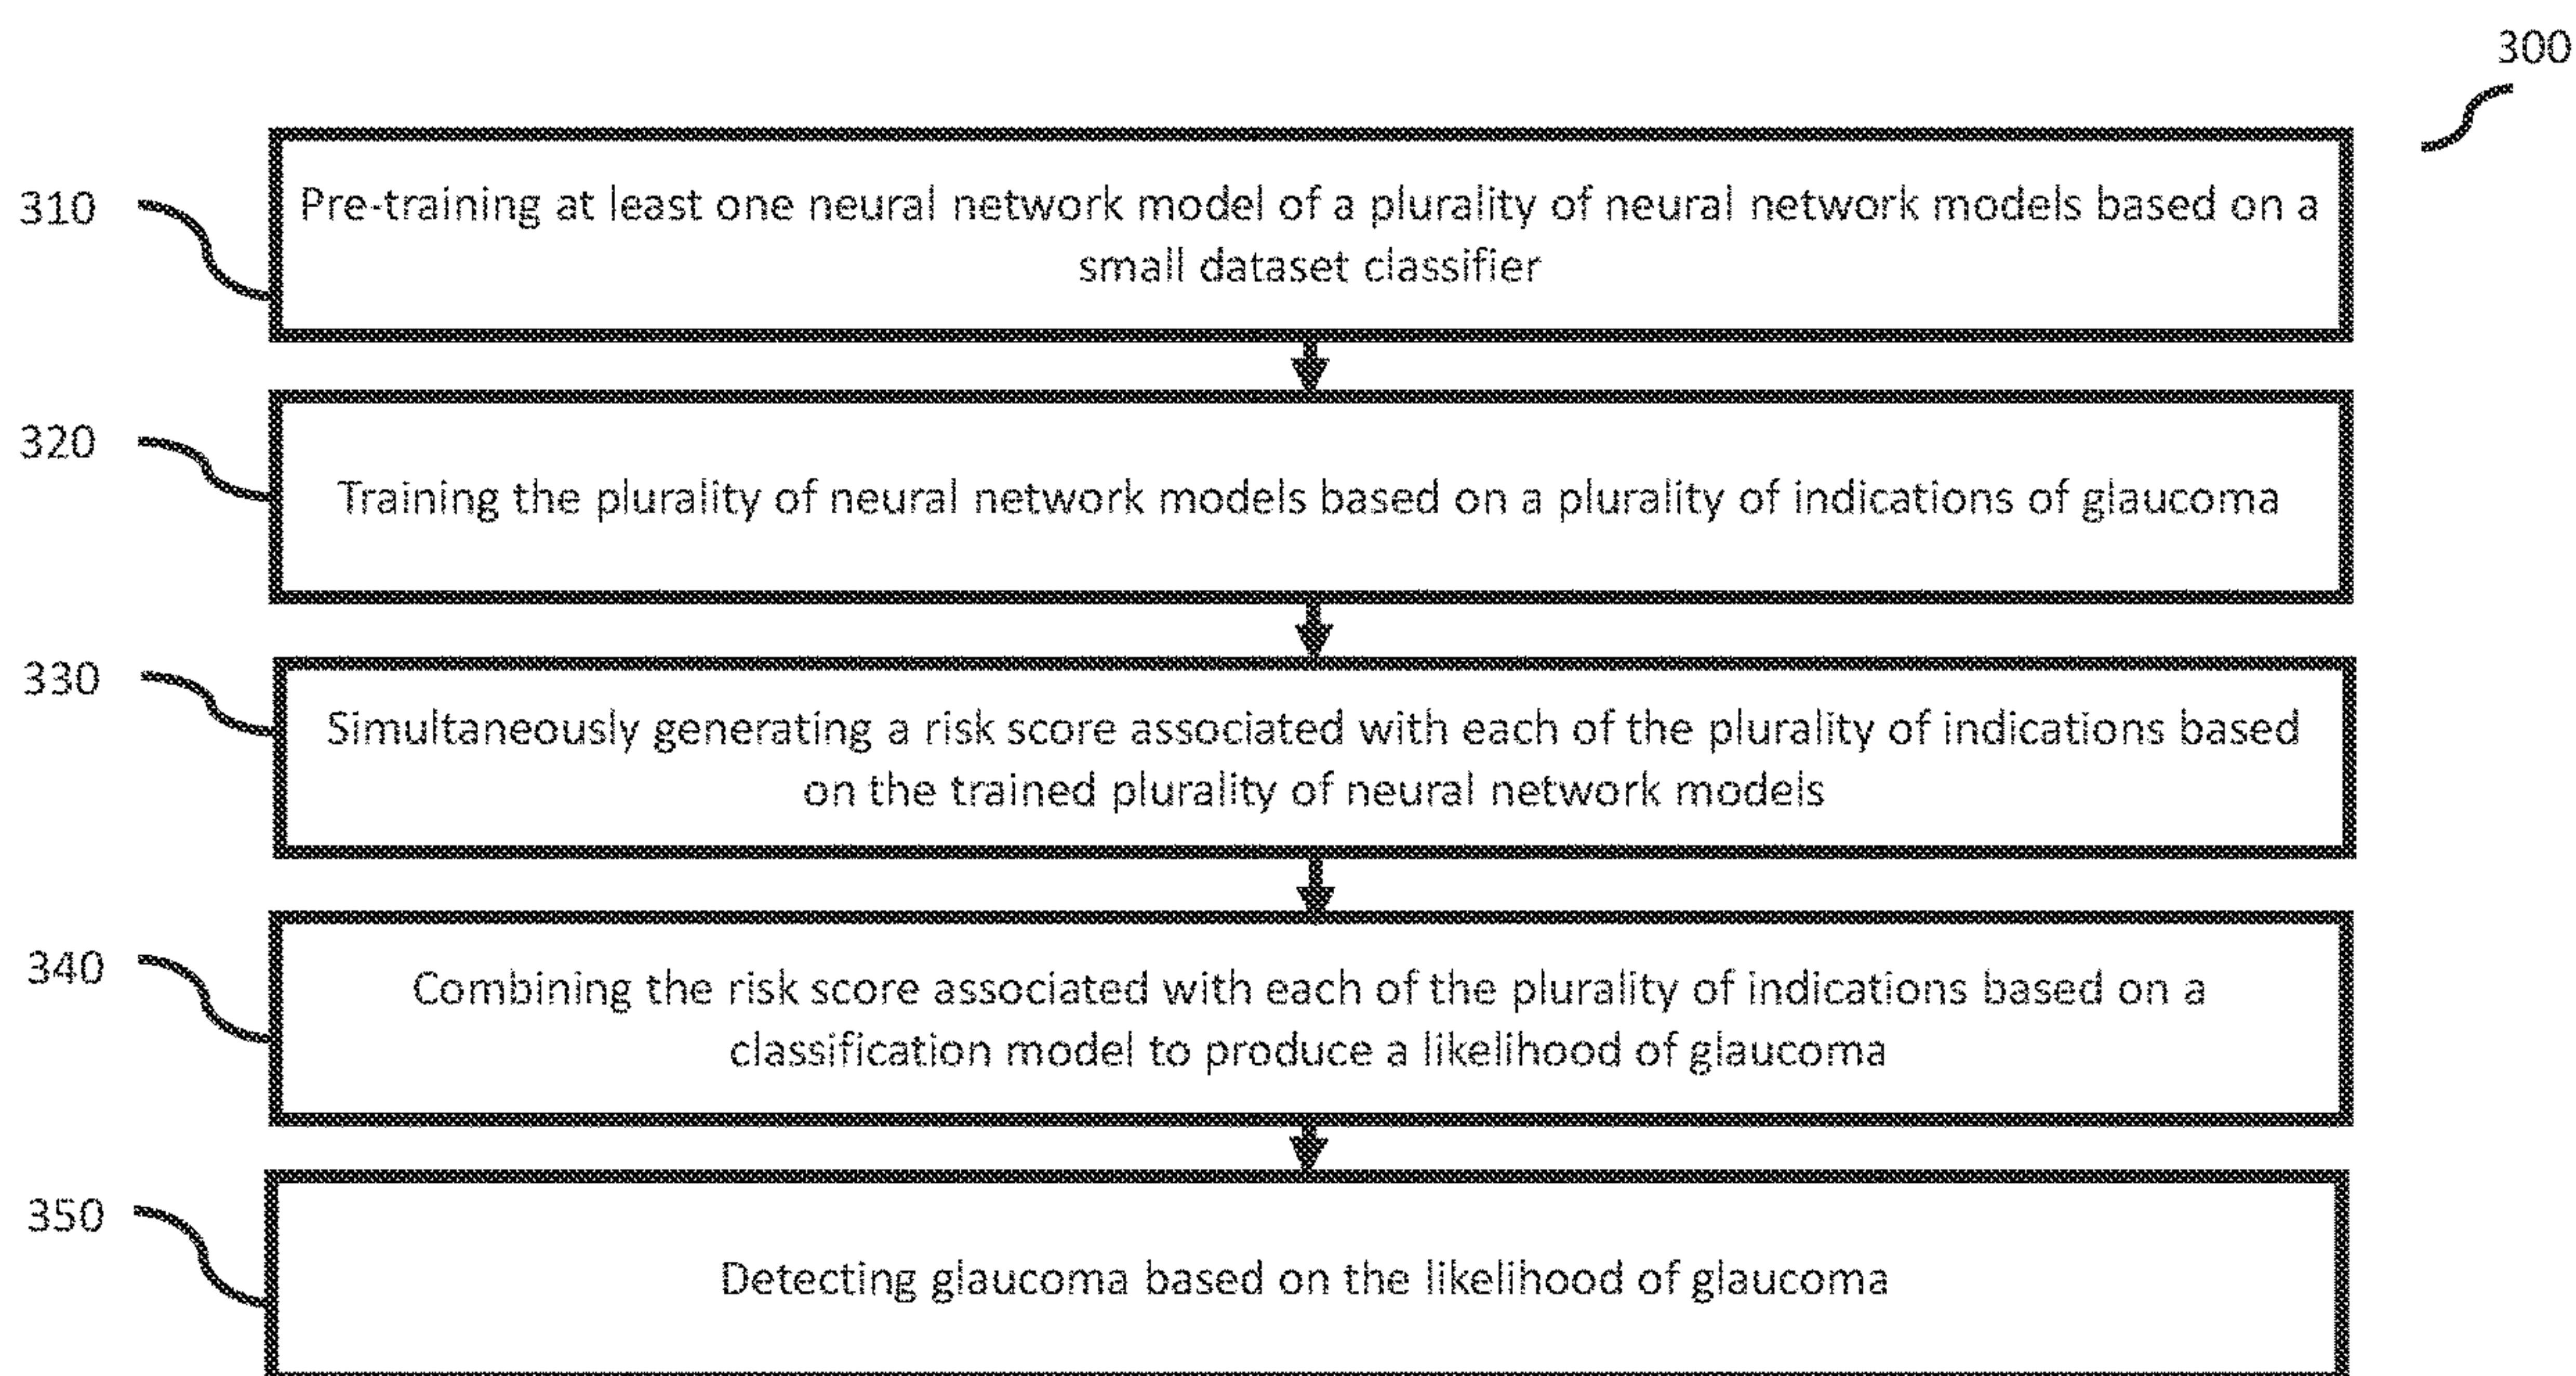 300
310
Pre-training at least one neural network model of a plurality of neural network models based on a
small dataset classifier
320
Training the plurality of neural network models based on a plurality of indications of glaucoma
330
Simultaneously generating a risk score associated with each of the plurality of indications based
on the trained plurality of neural network models
340
Combining the risk score associated with each of the plurality of indications based on a
classification model to produce a likelihood of glaucoma
350
Detecting glaucoma based on the likelihood of glaucoma